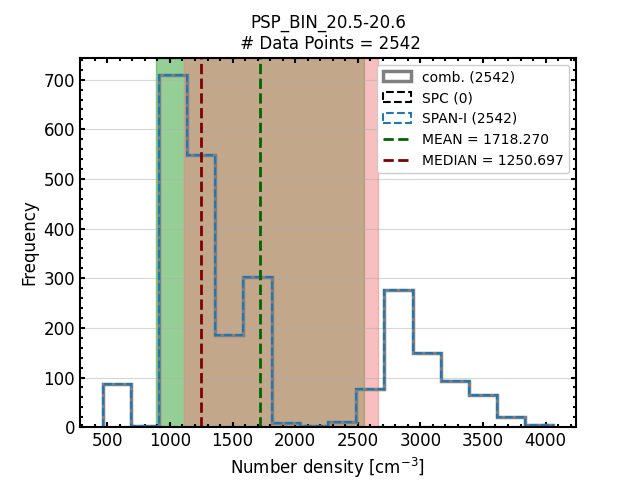 PSP_BIN_20.5-20.6
# Data Points = 2542
comb. (2542)
SPC (0)
SPAN-I (2542)
MEAN = 1718.270
MEDIAN = 1250.697
Frequency
700
600
500
400
300
200
100
0
500 1000 1500 2000 2500 3000 3500 4000
Number density [cm⁻³]